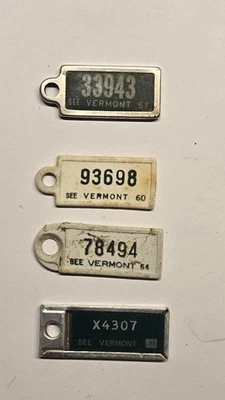 33943
SEE VERMONT 57
93698
SEE VERMONT 60
78494
SEE VERMONT 64
X4307
SEE VERMONT